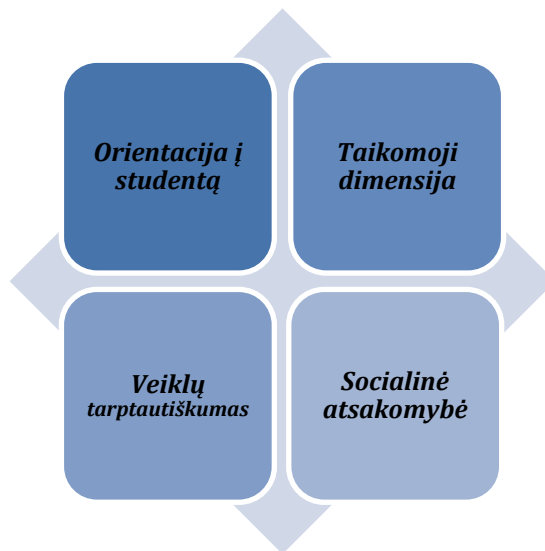 Orientacija į
studentą
Taikomoji
dimensija
Veiklų
tarptautiškumas
Socialinė
atsakomybė